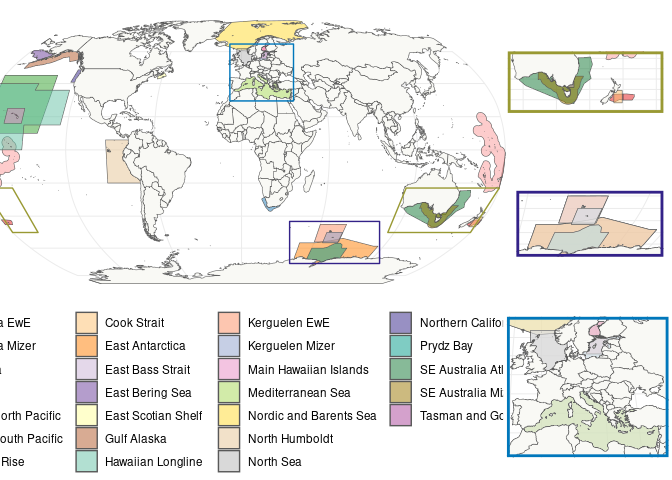 a EwE Cook Strait Kerguelen EwE Northern Califo
a Mizer East Antarctica Kerguelen Mizer Prydz Bay
a East Bass Strait Main Hawaiian Islands SE Australia Atl
East Bering Sea Mediterranean Sea SE Australia Mi
orth Pacific East Scotian Shelf Nordic and Barents Sea Tasman and Go
outh Pacific Gulf Alaska North Humboldt
Rise Hawaiian Longline North Sea